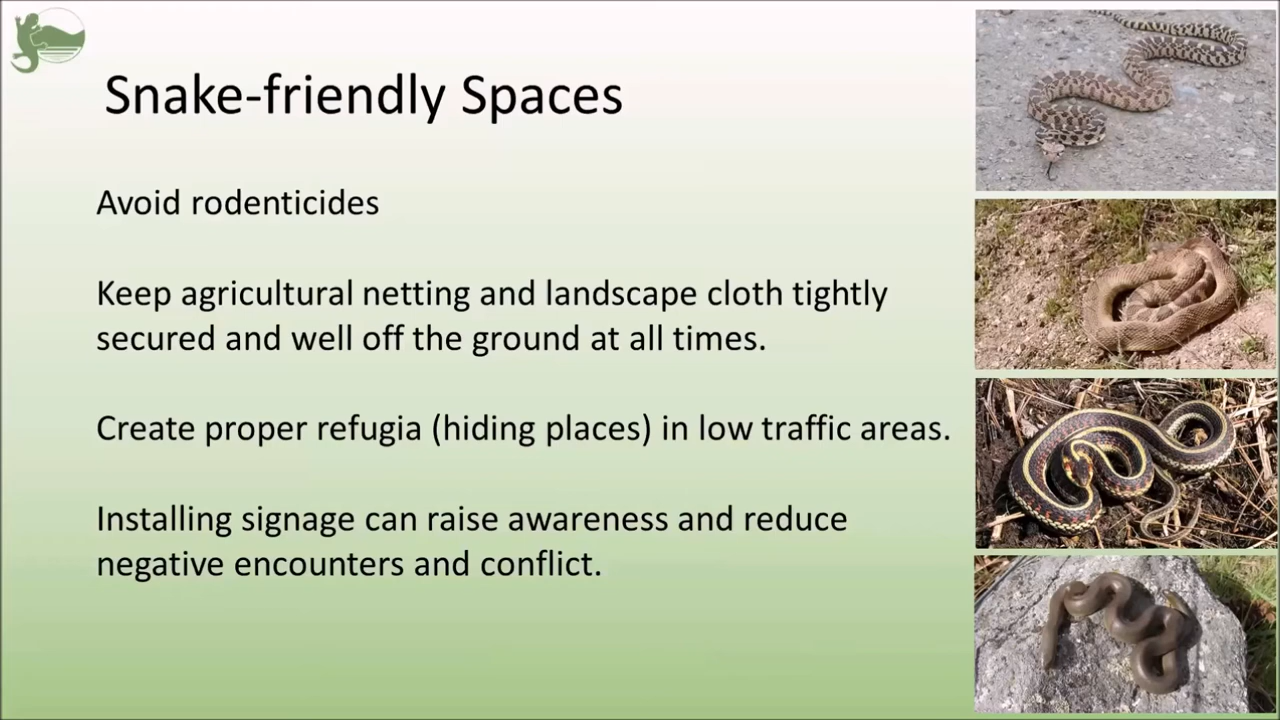 Snake-friendly Spaces
Avoid rodenticides
Keep agricultural netting and landscape cloth tightly
secured and well off the ground at all times.
Create proper refugia (hiding places) in low traffic areas.
Installing signage can raise awareness and reduce
negative encounters and conflict.